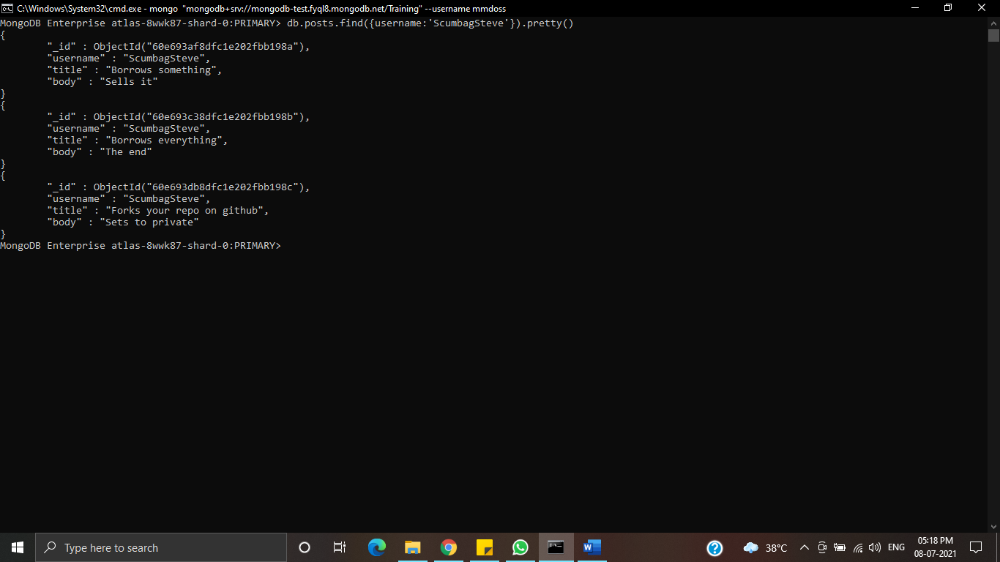 C:\Windows\System32\cmd.exe - mongo  "mongodb+srv://mongodb-test.fyql8.mongodb.net/Training" --username mmdoss
MongoDB Enterprise atlas-8wwk87-shard-0:PRIMARY> db.posts.find({username:'ScumbagSteve'}).pretty()
{
        "_id" : ObjectId("60e693af8dfc1e202fbb198a"),
        "username" : "ScumbagSteve",
        "title" : "Borrows something",
        "body" : "Sells it"
}
{
        "_id" : ObjectId("60e693c38dfc1e202fbb198b"),
        "username" : "ScumbagSteve",
        "title" : "Borrows everything",
        "body" : "The end"
}
{
        "_id" : ObjectId("60e693db8dfc1e202fbb198c"),
        "username" : "ScumbagSteve",
        "title" : "Forks your repo on github",
        "body" : "Sets to private"
}
MongoDB Enterprise atlas-8wwk87-shard-0:PRIMARY>
Type here to search
38°C
ENG
05:18 PM
08-07-2021